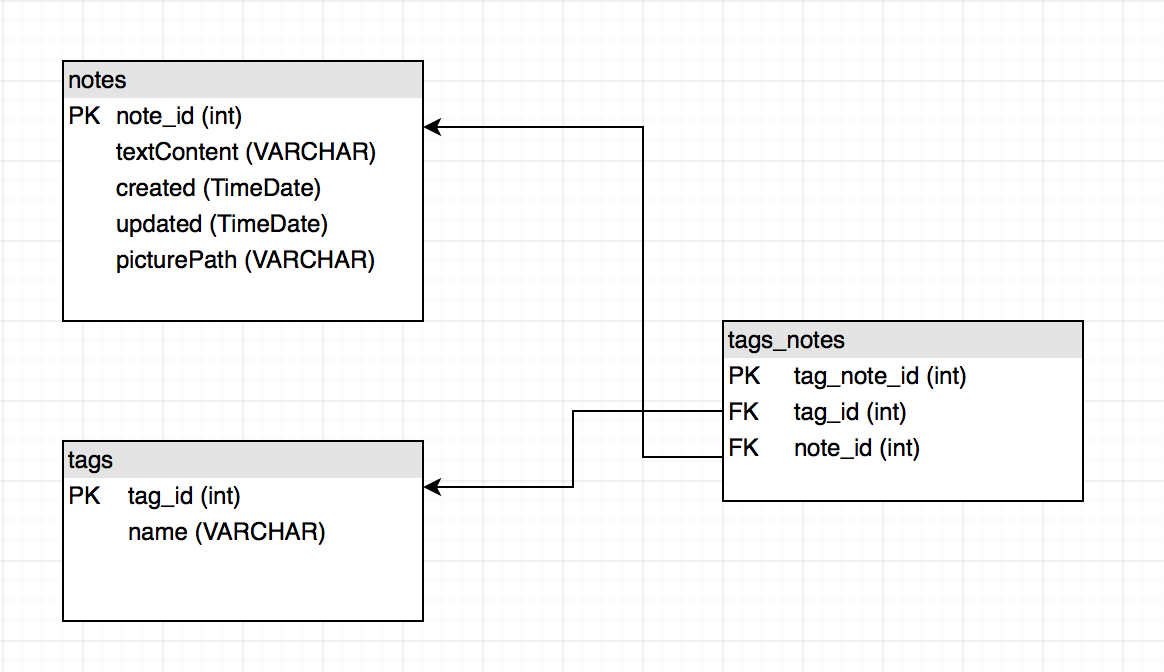 notes
PK note_id (int)
textContent (VARCHAR)
created (TimeDate)
updated (TimeDate)
picturePath (VARCHAR)
tags
PK tag_id (int)
name (VARCHAR)
tags_notes
PK tag_note_id (int)
FK tag_id (int)
FK note_id (int)